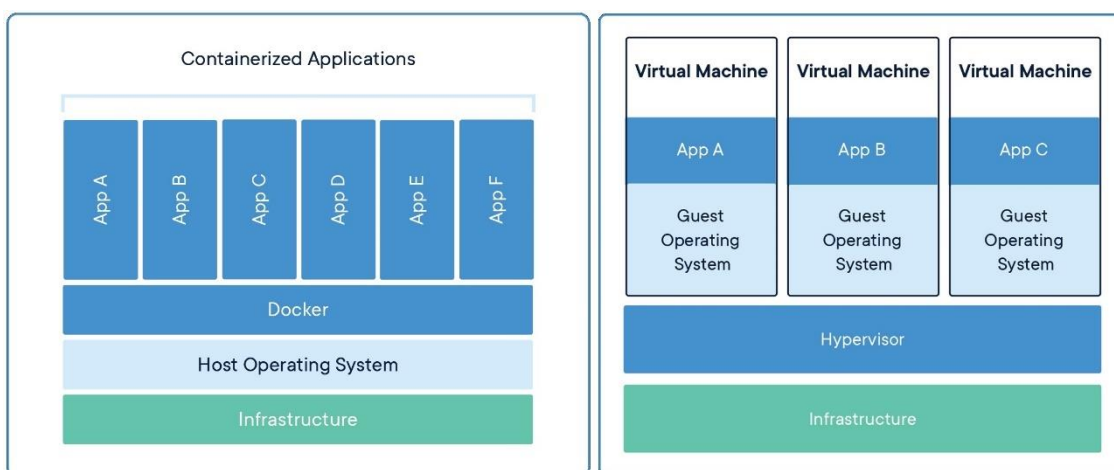 Containerized Applications
App A
App B
App C
App D
App E
App F
Docker
Host Operating System
Infrastructure
Virtual Machine
App A
Guest
Operating
System
Virtual Machine
App B
Guest
Operating
System
Virtual Machine
App C
Guest
Operating
System
Hypervisor
Infrastructure